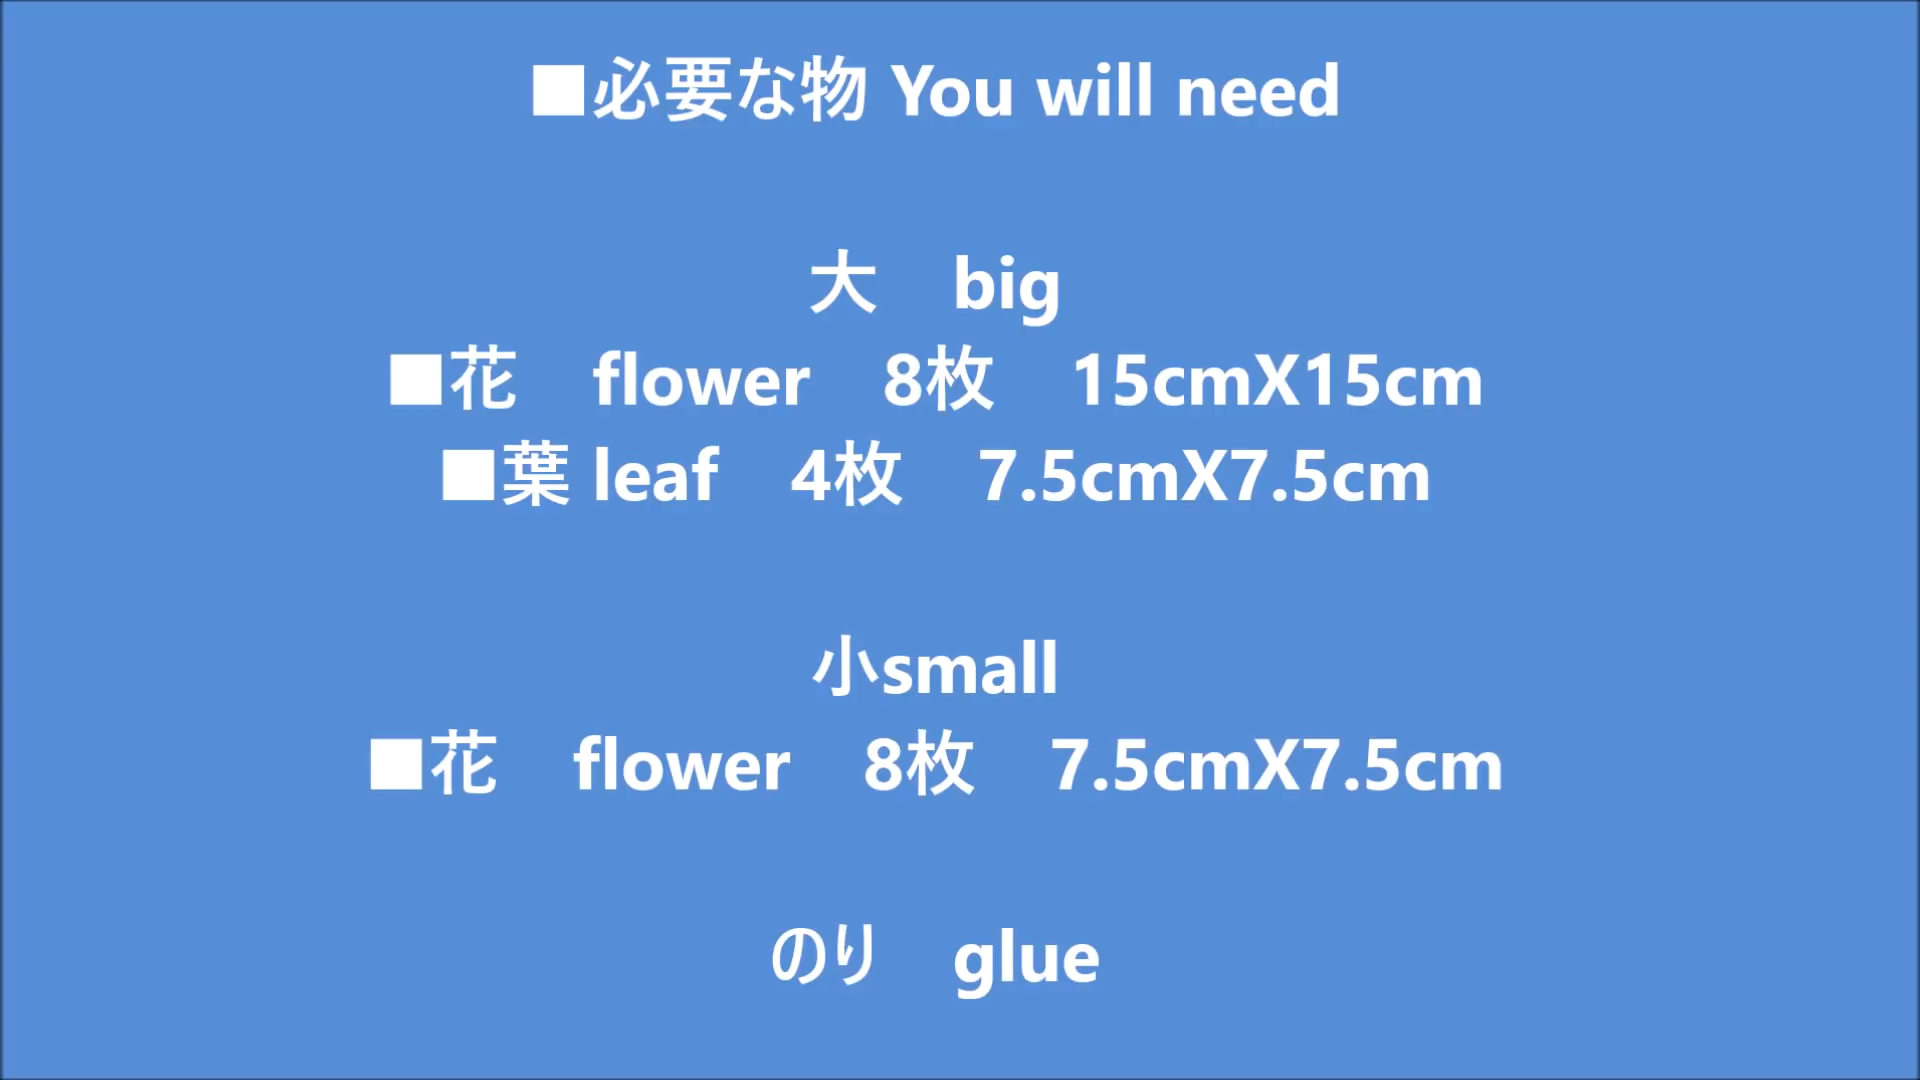 ■必要な物 You will need
大　big
■花　flower　8枚　15cmX15cm
■葉 leaf　4枚　7.5cmX7.5cm
小small
■花　flower　8枚　7.5cmX7.5cm
のり　glue